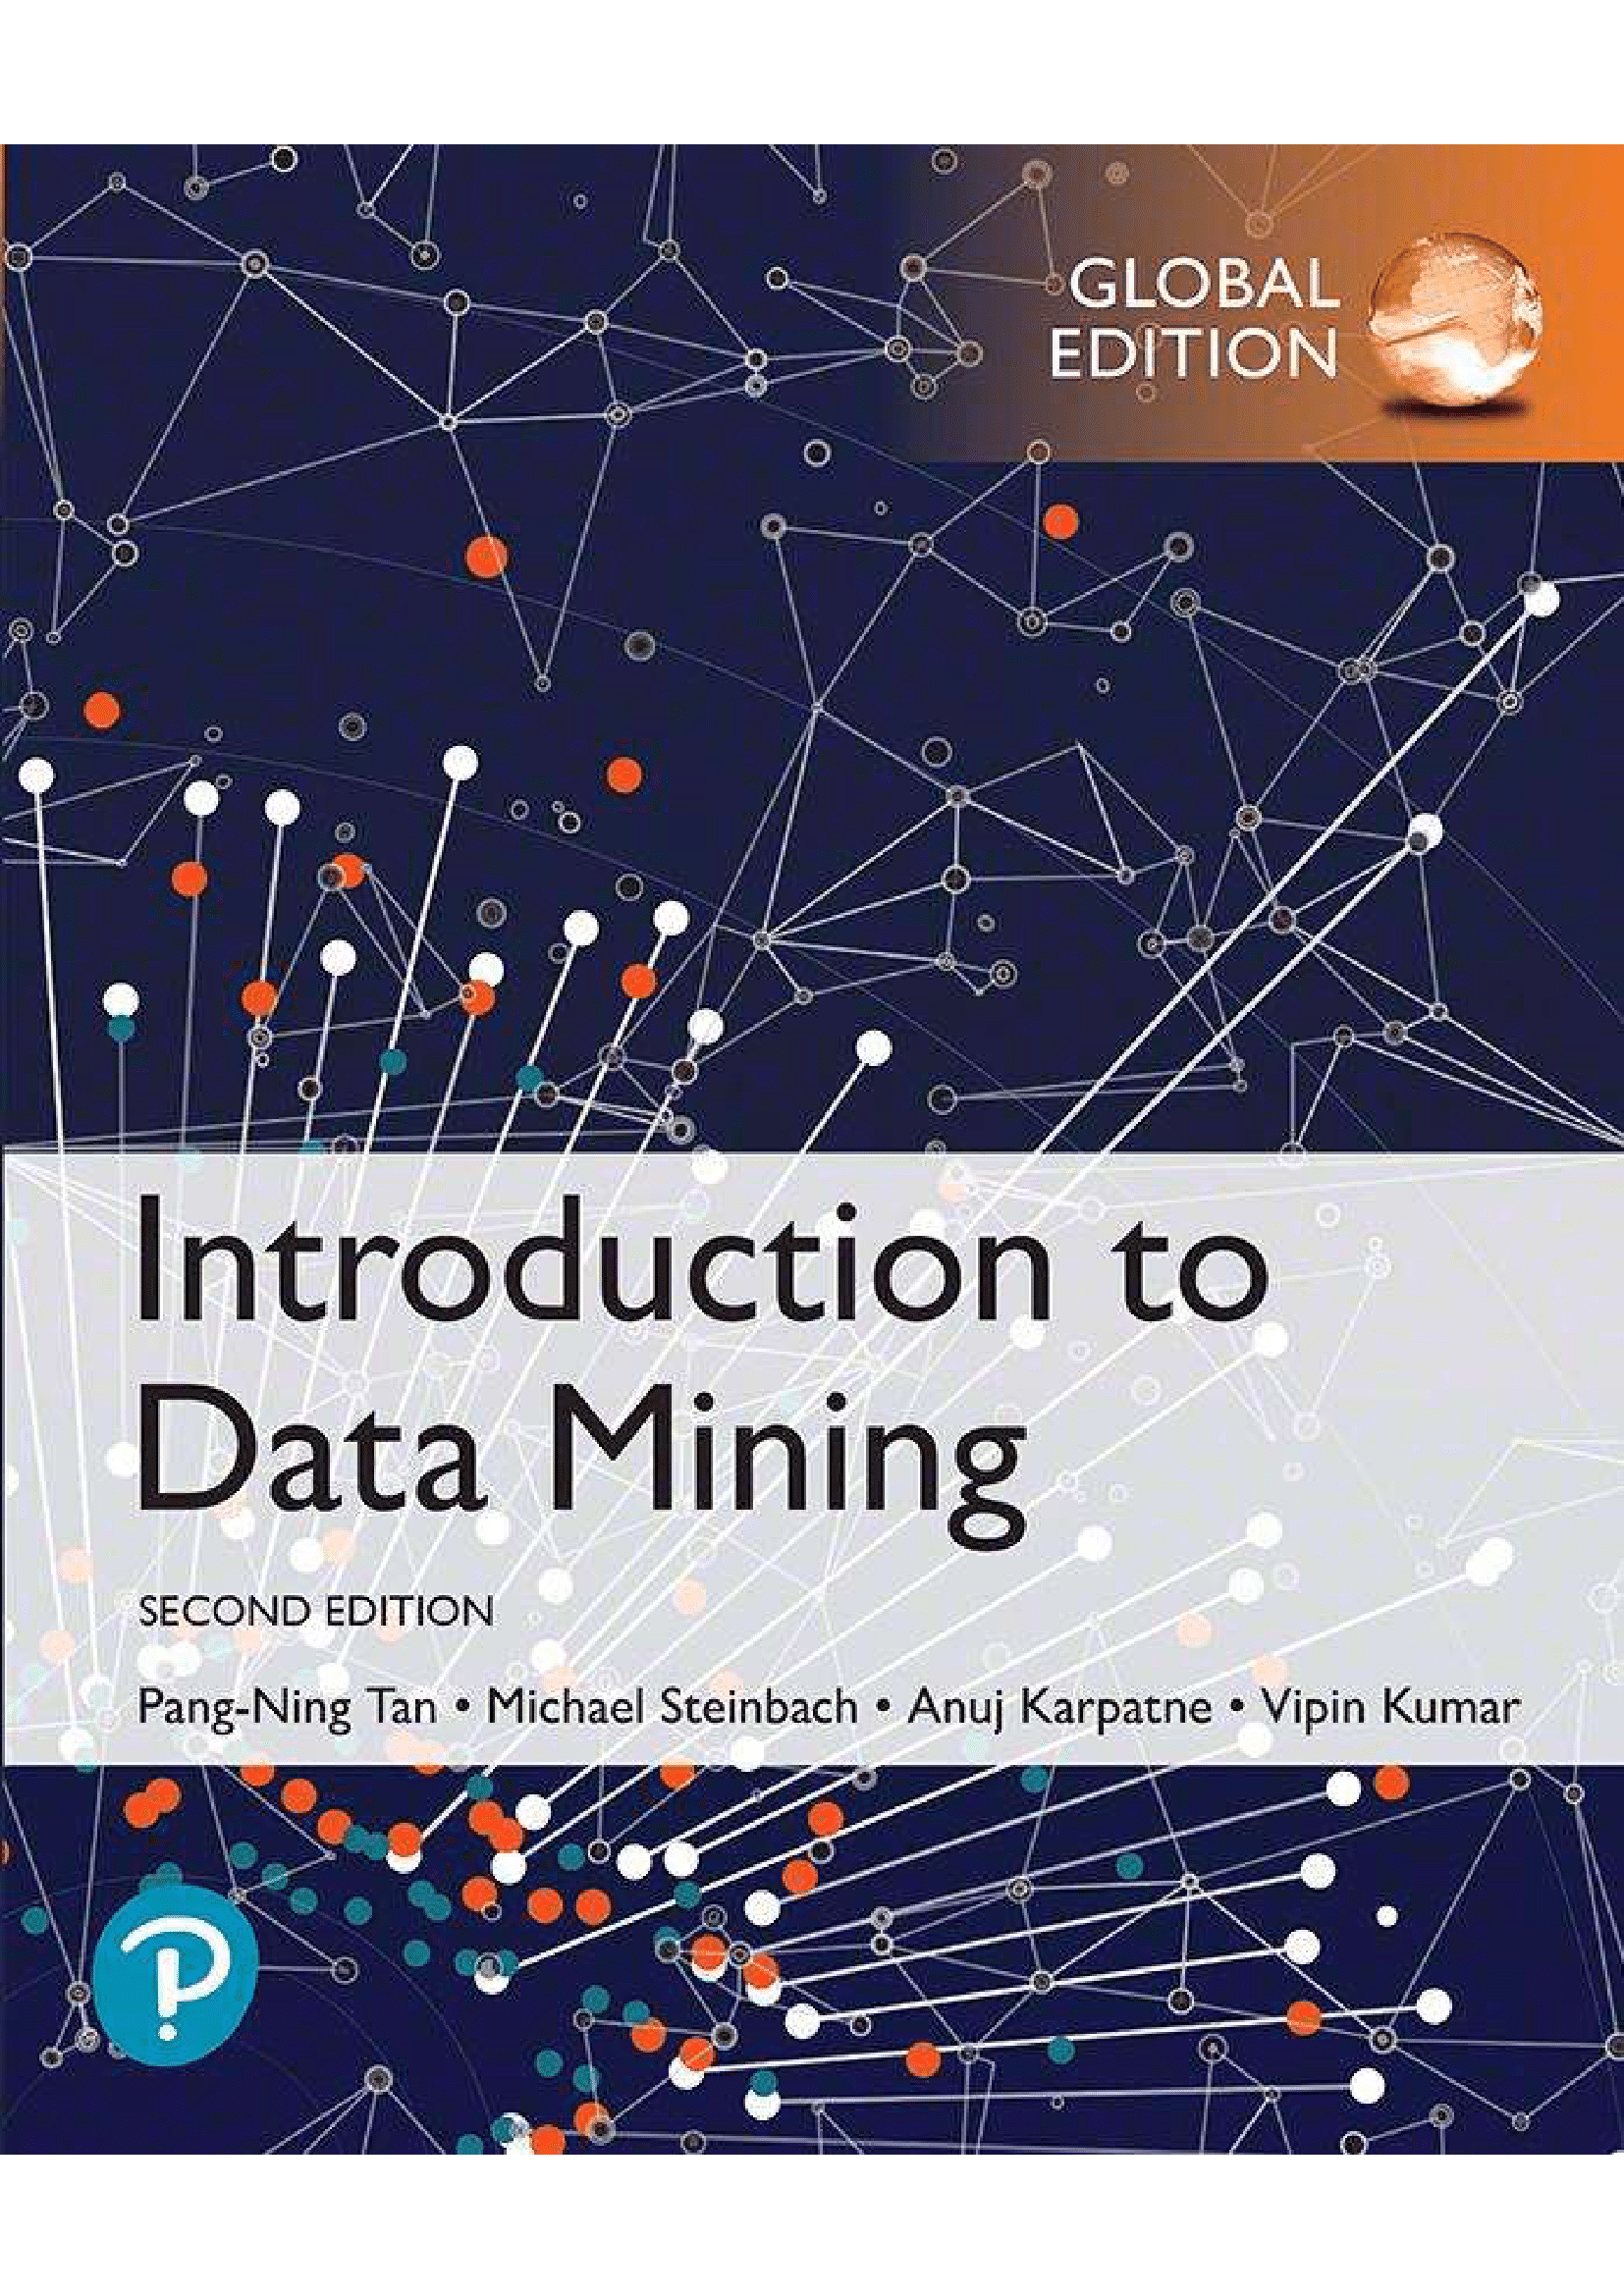 GLOBAL
EDITION
Introduction to
Data Mining
SECOND EDITION
Pang-Ning Tan • Michael Steinbach • Anuj Karpatne • Vipin Kumar